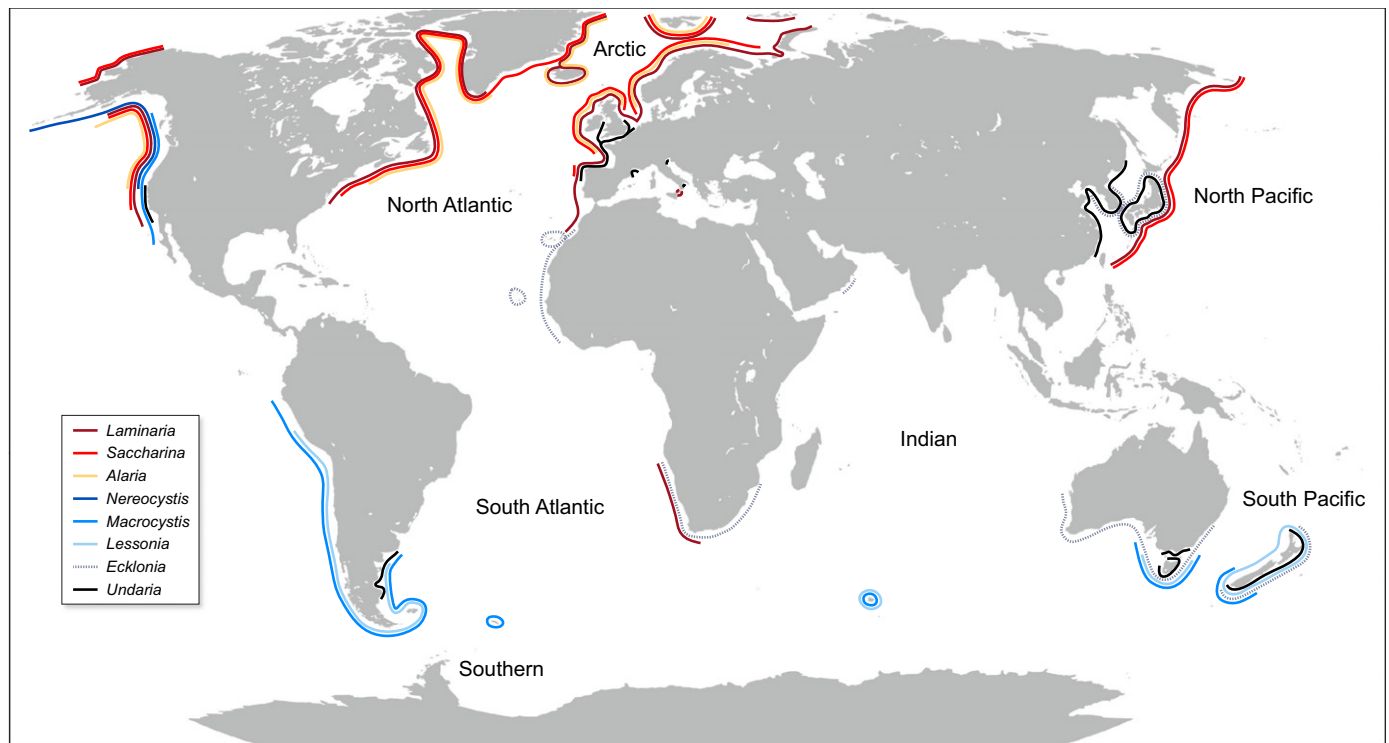 Arctic
North Atlantic
North Pacific
Laminaria
Saccharina
Alaria
Nereocystis
Macrocystis
Lessonia
Ecklonia
Undaria
Indian
South Atlantic
South Pacific
Southern